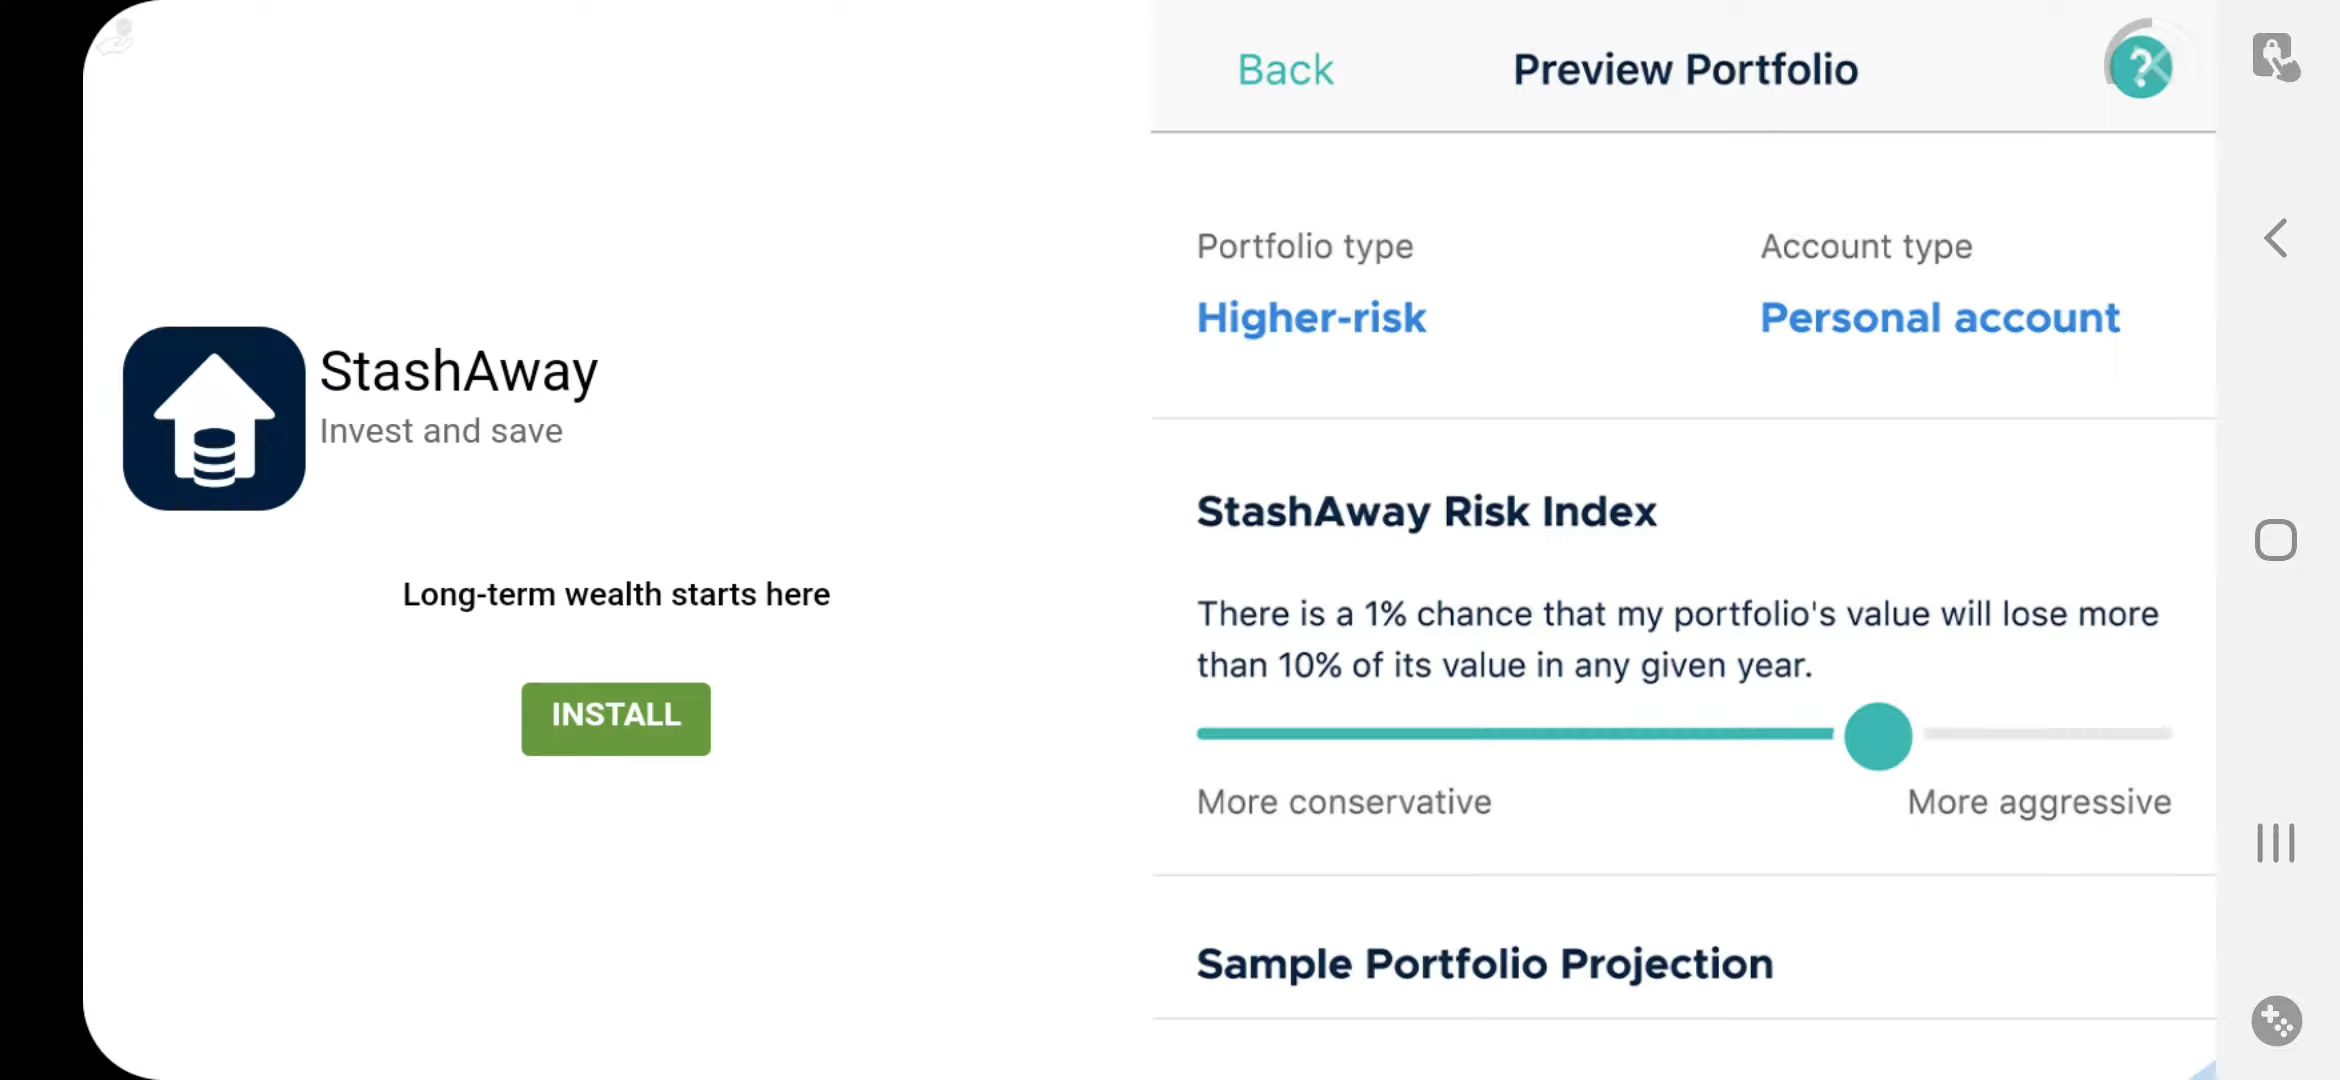 StashAway
Invest and save
Long-term wealth starts here
INSTALL
Back
Preview Portfolio
?
Portfolio type
Account type
Higher-risk
Personal account
StashAway Risk Index
There is a 1% chance that my portfolio's value will lose more
than 10% of its value in any given year.
More conservative
More aggressive
Sample Portfolio Projection